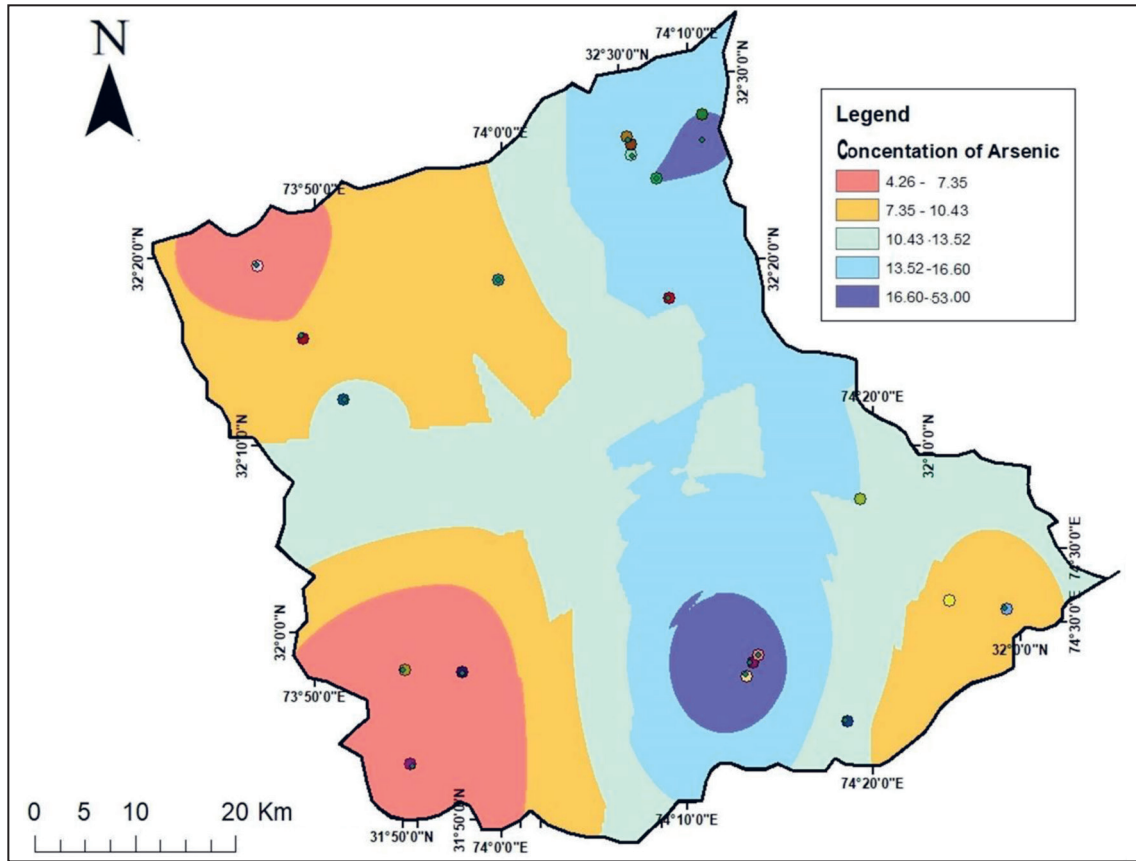 N
74°10'0"E
32°30'0"N
32°30'0"N
74°0'0"E
73°50'0"E
32°20'0"N
32°20'0"N
Legend
Concentation of Arsenic
4.26 - 7.35
7.35 - 10.43
10.43 -13.52
13.52 -16.60
16.60- 53.00
74°20'0"E
32°10'0"N
32°10'0"N
74°30'0"E
74°30'0"E
32°0'0"N
32°0'0"N
73°50'0"E
74°20'0"E
74°10'0"E
31°50'0"N
31°50'0"N
74°0'0"E
0 5 10 20 Km